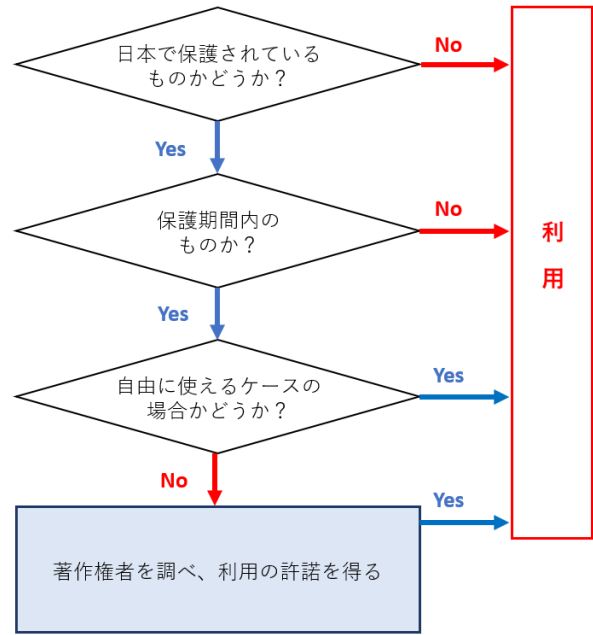 日本で保護されている
ものかどうか？
No
Yes
保護期間内の
ものか？
No
利
用
Yes
自由に使えるケースの
場合かどうか？
Yes
No
Yes
著作権者を調べ、利用の許諾を得る